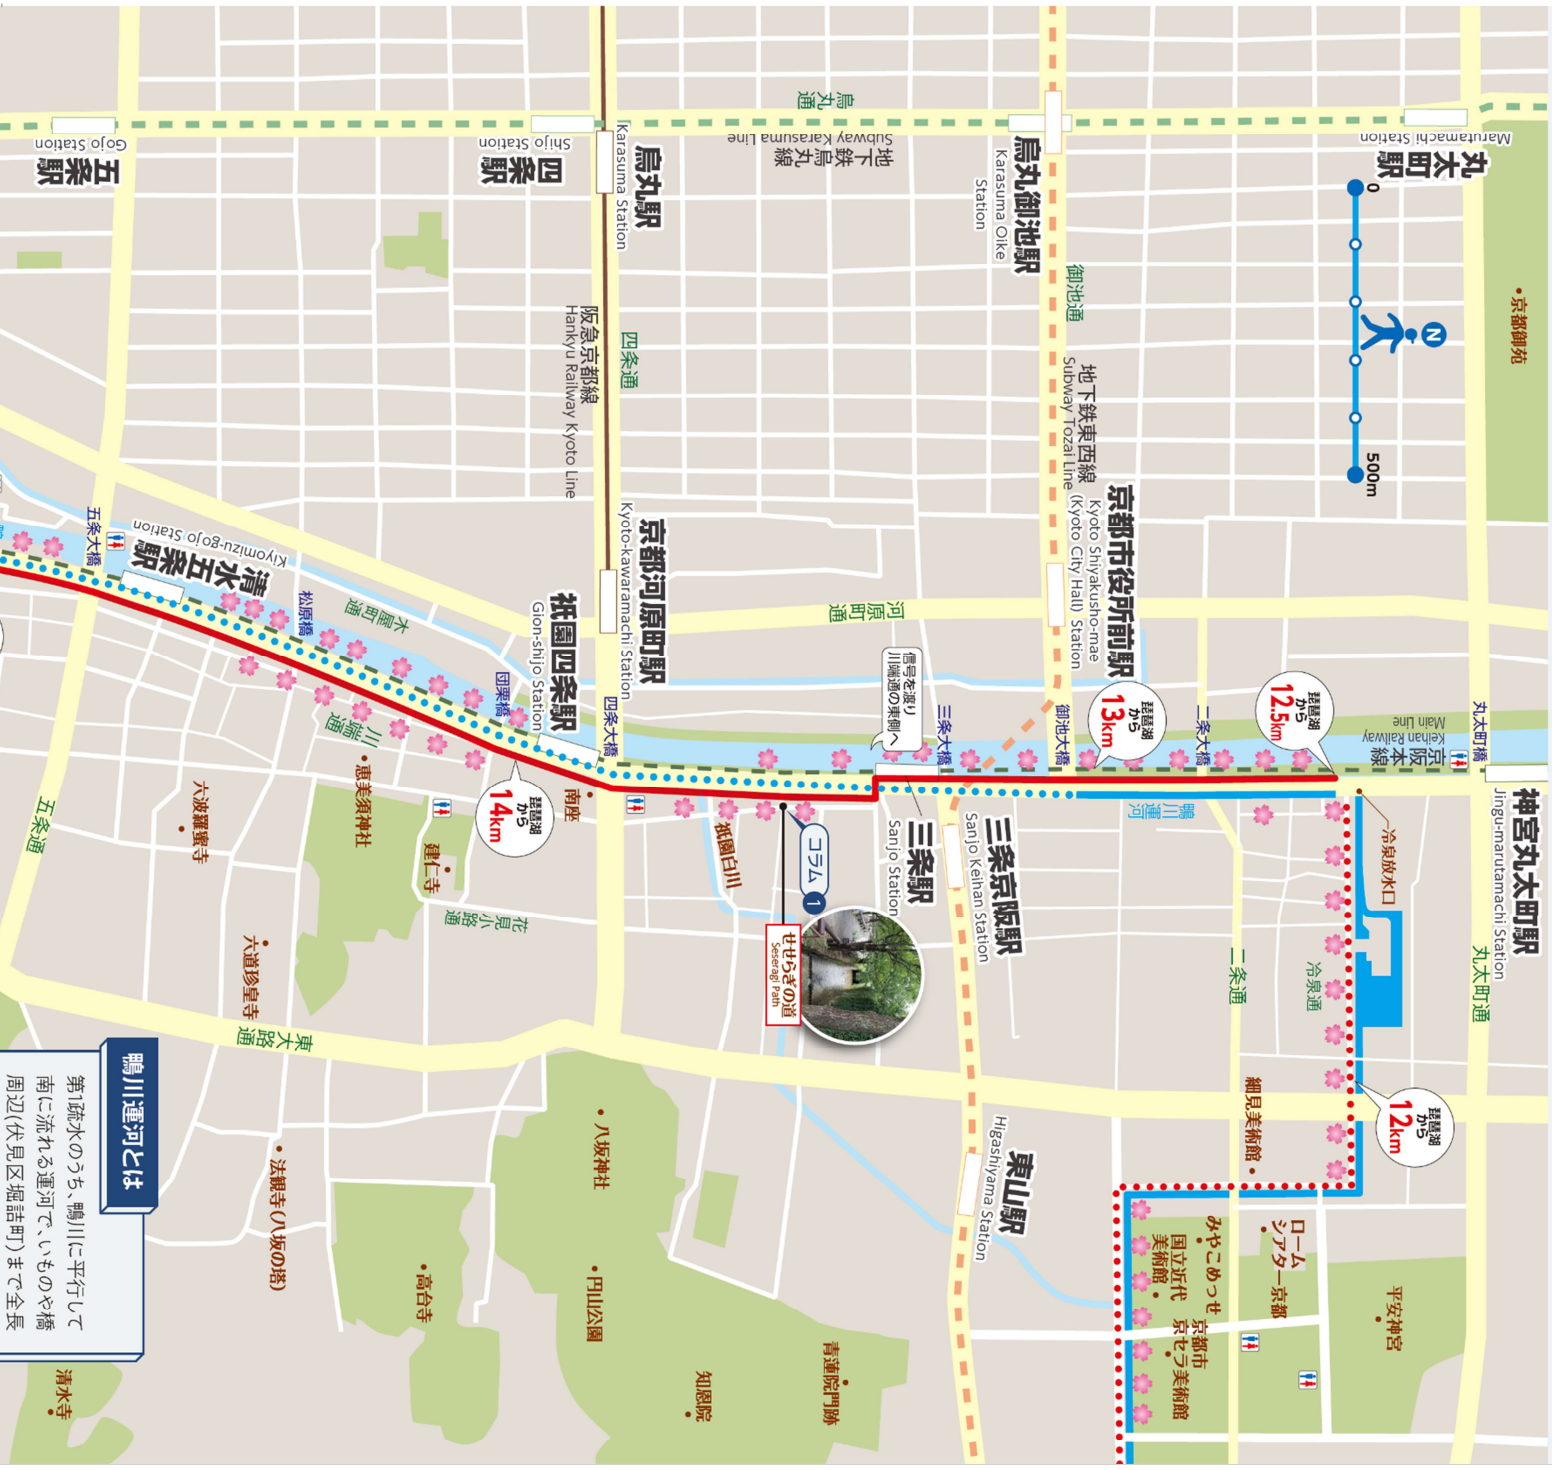 丸太町駅
Marutamachi Station
0
500m
N
京都御苑
烏丸通
地下鉄烏丸線
Subway Karasuma Line
烏丸御池駅
Karasuma Oike
Station
御池通
地下鉄東西線
Subway Tozai Line
四条駅
Shijo Station
烏丸駅
Karasuma Station
五条駅
Gojo Station
阪急京都線
Hankyu Railway Kyoto Line
四条通
京都市役所前駅
Kyoto Shiyakusho-mae
(Kyoto City Hall) Station
京都河原町駅
Kyoto-kawaramachi Station
河原町通
祇園四条駅
Gion-shijo Station
清水五条駅
Kiyomizu-gojo Station
五条大橋
松原橋
木屋町通
団栗橋
四条大橋
信号を渡り
川端通の東側へ
三条大橋
御池大橋
二条大橋
丸太町橋
京阪本線
Keihan Railway
Main Line
琵琶湖
から
12.5km
琵琶湖
から
13km
琵琶湖
から
14km
琵琶湖
から
12km
神宮丸太町駅
Jingu-marutamachi Station
丸太町通
冷泉放水口
冷泉通
二条通
鴨川運河
三条京阪駅
Sanjo Keihan Station
三条駅
Sanjo Station
コラム
1
せせらぎの道
Seseragi Path
祇園白川
南座
川端通
恵美須神社
六波羅蜜寺
建仁寺
花見小路通
六道珍皇寺
五条通
東大路通
細見美術館
東山駅
Higashiyama Station
ローム
シアター京都
みやこめっせ
国立近代
美術館
京都市
京セラ美術館
平安神宮
八坂神社
円山公園
法観寺(八坂の塔)
高台寺
知恩院
青蓮院門跡
清水寺
鴨川運河とは
第1疏水のうち、鴨川に平行して
南に流れる運河で、いものや橋
周辺(伏見区堀詰町)まで全長